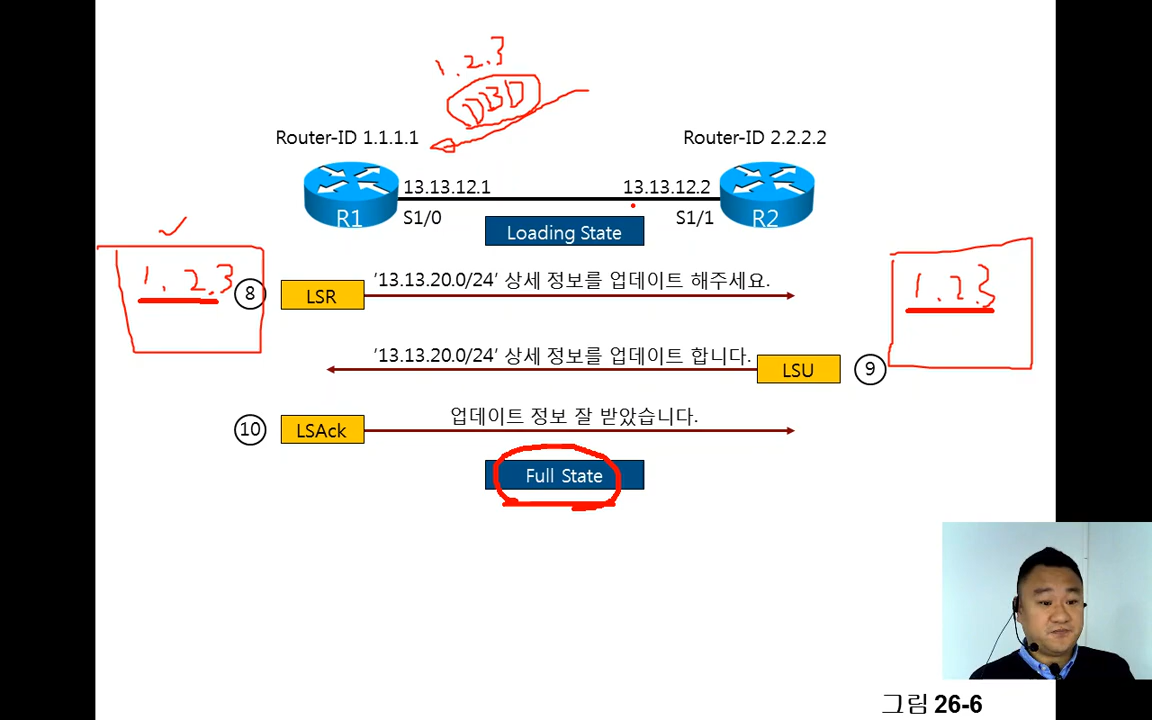 1.2.3
DBD
Router-ID 1.1.1.1
Router-ID 2.2.2.2
13.13.12.1
13.13.12.2
R1
S1/0
S1/1
R2
Loading State
1.2.3
1.2.3
8
LSR
'13.13.20.0/24' 상세 정보를 업데이트 해주세요.
'13.13.20.0/24' 상세 정보를 업데이트 합니다.
LSU
9
업데이트 정보 잘 받았습니다.
10
LSAck
Full State
그림 26-6